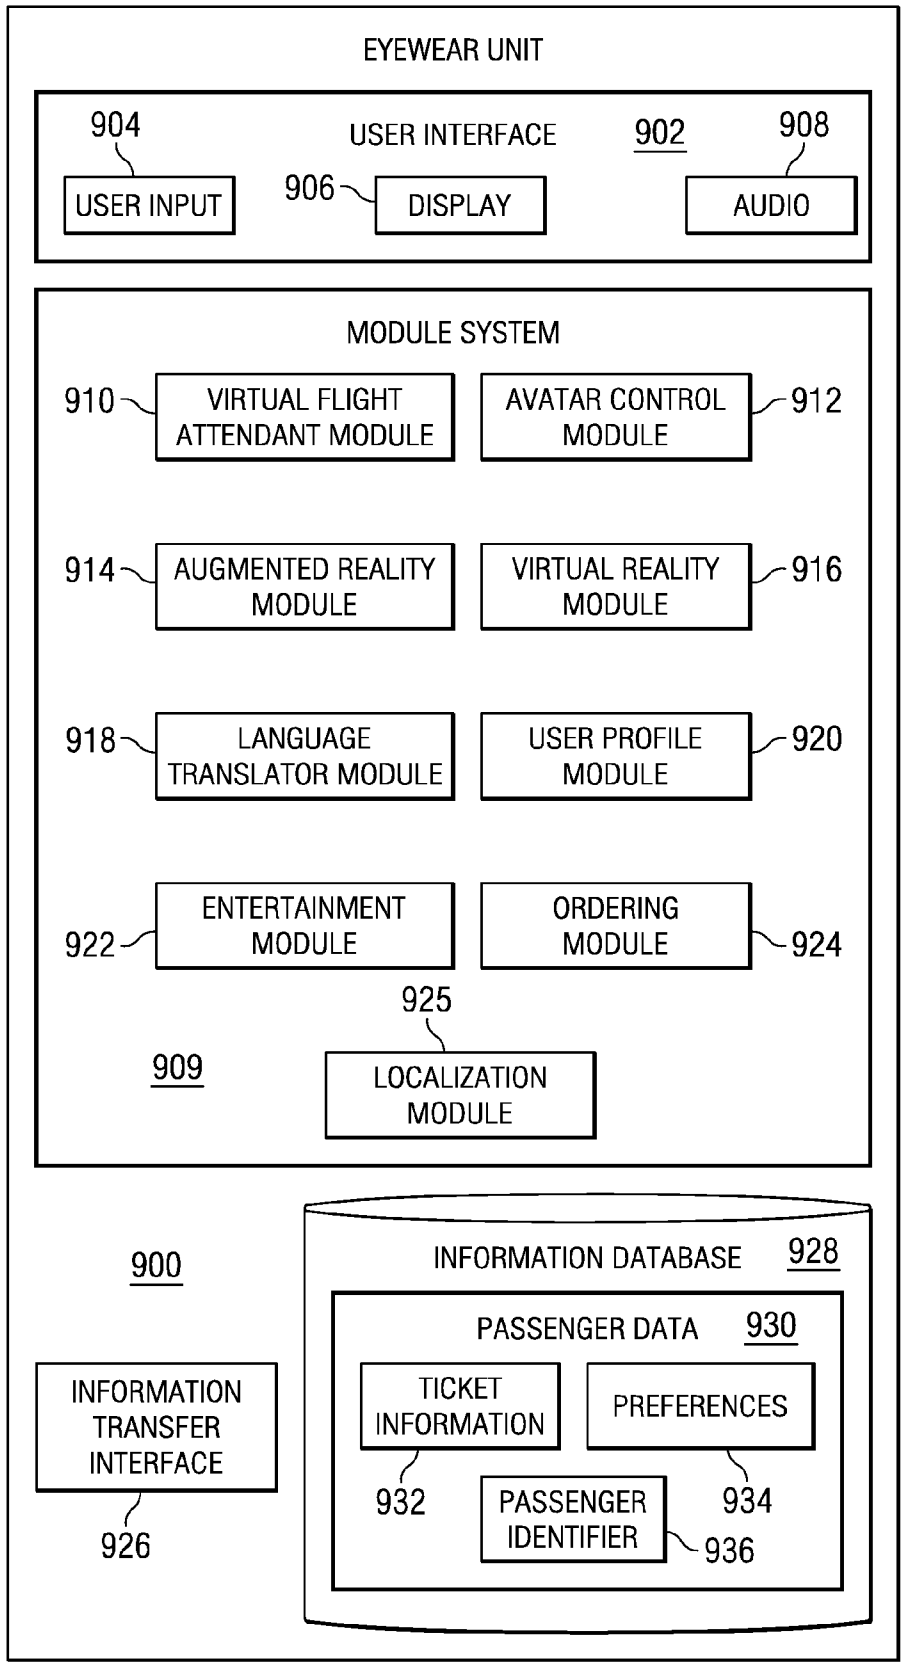 EYEWEAR UNIT
904
USER INTERFACE
902
908
USER INPUT
906
DISPLAY
AUDIO
MODULE SYSTEM
910
VIRTUAL FLIGHT
ATTENDANT MODULE
AVATAR CONTROL
MODULE
912
914
AUGMENTED REALITY
MODULE
VIRTUAL REALITY
MODULE
916
918
LANGUAGE
TRANSLATOR MODULE
USER PROFILE
MODULE
920
922
ENTERTAINMENT
MODULE
ORDERING
MODULE
924
925
909
LOCALIZATION
MODULE
900
INFORMATION DATABASE
928
PASSENGER DATA
930
INFORMATION
TRANSFER
INTERFACE
926
TICKET
INFORMATION
932
PREFERENCES
934
PASSENGER
IDENTIFIER
936